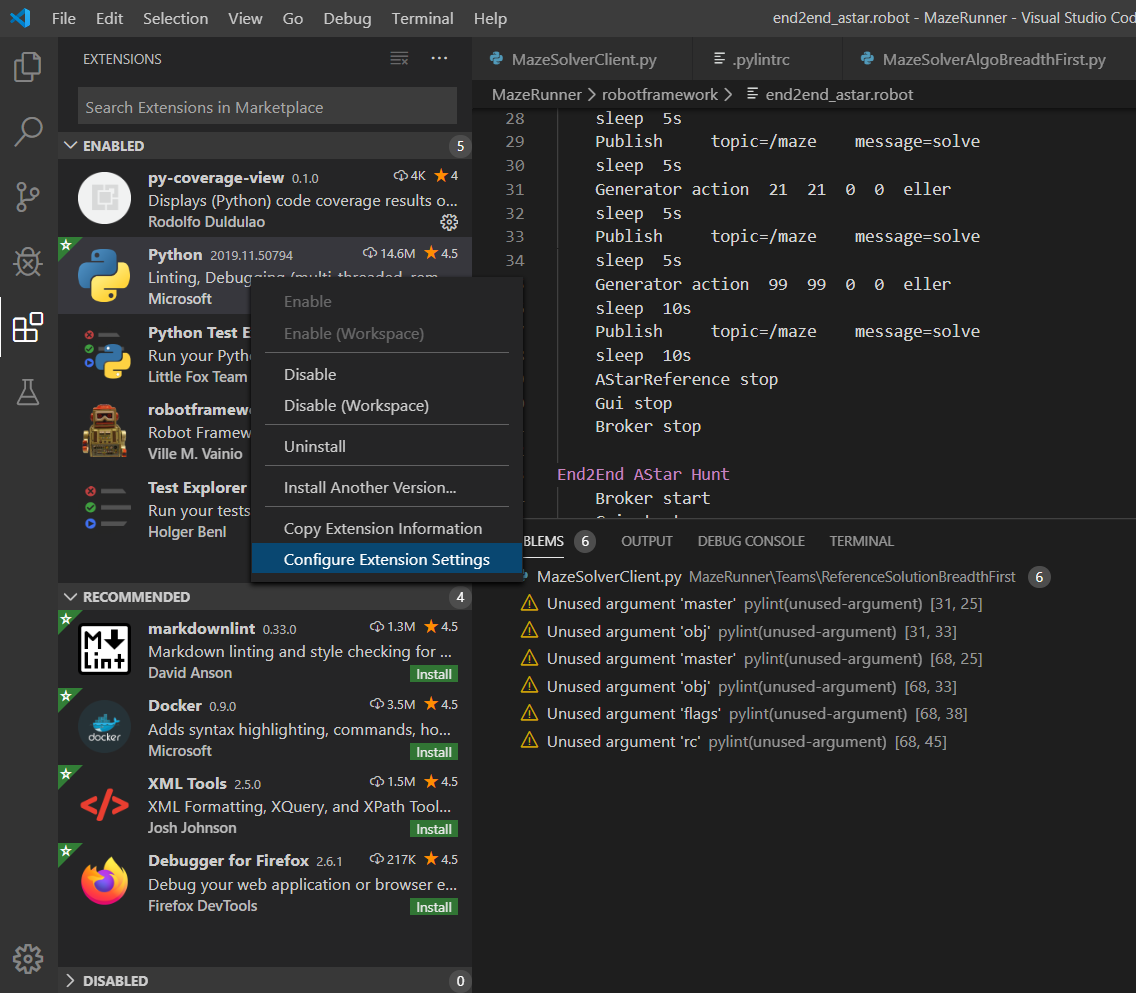 File Edit Selection View Go Debug Terminal Help
end2end_astar.robot - MazeRunner - Visual Studio Cod
EXTENSIONS
Search Extensions in Marketplace
ENABLED 5
py-coverage-view 0.1.0 4K 4
Displays (Python) code coverage results o...
Rodolfo Duldulao
Python 2019.11.50794 14.6M 4.5
Linting, Debugging (multi-threaded, rem
Microsoft
Python Test E
Run your Pyth
Little Fox Team
robotframewo
Robot Framew
Ville M. Vainio
Test Explorer
Run your tests
Holger Benl
Enable
Enable (Workspace)
Disable
Disable (Workspace)
Uninstall
Install Another Version...
Copy Extension Information
Configure Extension Settings
RECOMMENDED 4
markdownlint 0.33.0 1.3M 4.5
Markdown linting and style checking for ...
David Anson Install
Docker 0.9.0 3.5M 4.5
Adds syntax highlighting, commands, ho...
Microsoft Install
docker
XML Tools 2.5.0 1.5M 4.5
XML Formatting, XQuery, and XPath Tool...
Josh Johnson Install
Debugger for Firefox 2.6.1 217K 4.5
Debug your web application or browser e...
Firefox DevTools Install
M Lint
DISABLED 0
MazeSolverClient.py .pylintrc MazeSolverAlgoBreadthFirst.py
MazeRunner > robotframework > end2end_astar.robot
28 sleep 5s
29 Publish topic=/maze message=solve
30 sleep 5s
31 Generator action 21 21 0 0 eller
32 sleep 5s
33 Publish topic=/maze message=solve
34 sleep 5s
Generator action 99 99 0 0 eller
sleep 10s
Publish topic=/maze message=solve
sleep 10s
AStarReference stop
Gui stop
Broker stop
End2End AStar Hunt
Broker start
BLEMS 6 OUTPUT DEBUG CONSOLE TERMINAL
MazeSolverClient.py MazeRunner\Teams\ReferenceSolutionBreadthFirst 6
Unused argument 'master' pylint(unused-argument) [31, 25]
Unused argument 'obj' pylint(unused-argument) [31, 33]
Unused argument 'master' pylint(unused-argument) [68, 25]
Unused argument 'obj' pylint(unused-argument) [68, 33]
Unused argument 'flags' pylint(unused-argument) [68, 38]
Unused argument 'rc' pylint(unused-argument) [68, 45]